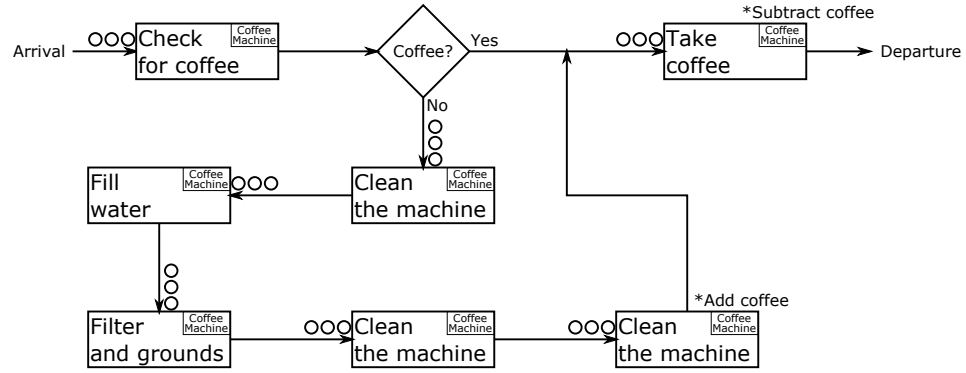 *Subtract coffee
Arrival
Check
for coffee
Coffee
Machine
Coffee?
Yes
Take
coffee
Coffee
Machine
Departure
No
Fill
water
Coffee
Machine
Clean
the machine
Coffee
Machine
*Add coffee
Filter
and grounds
Coffee
Machine
Clean
the machine
Coffee
Machine
Clean
the machine
Coffee
Machine